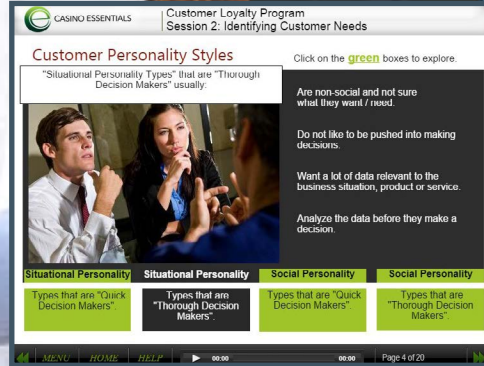 CASINO ESSENTIALS
Customer Loyalty Program
Session 2: Identifying Customer Needs
Customer Personality Styles
Click on the green boxes to explore.
"Situational Personality Types" that are "Thorough
Decision Makers" usually:
Are non-social and not sure
what they want / need.
Do not like to be pushed into making
decisions.
Want a lot of data relevant to the
business situation, product or service.
Analyze the data before they make a
decision.
Situational Personality
Types that are "Quick
Decision Makers".
Situational Personality
Types that are
"Thorough Decision
Makers".
Social Personality
Types that are "Quick
Decision Makers".
Social Personality
Types that are
"Thorough Decision
Makers".
MENU
HOME
HELP
00:00
00:00
Page 4 of 20